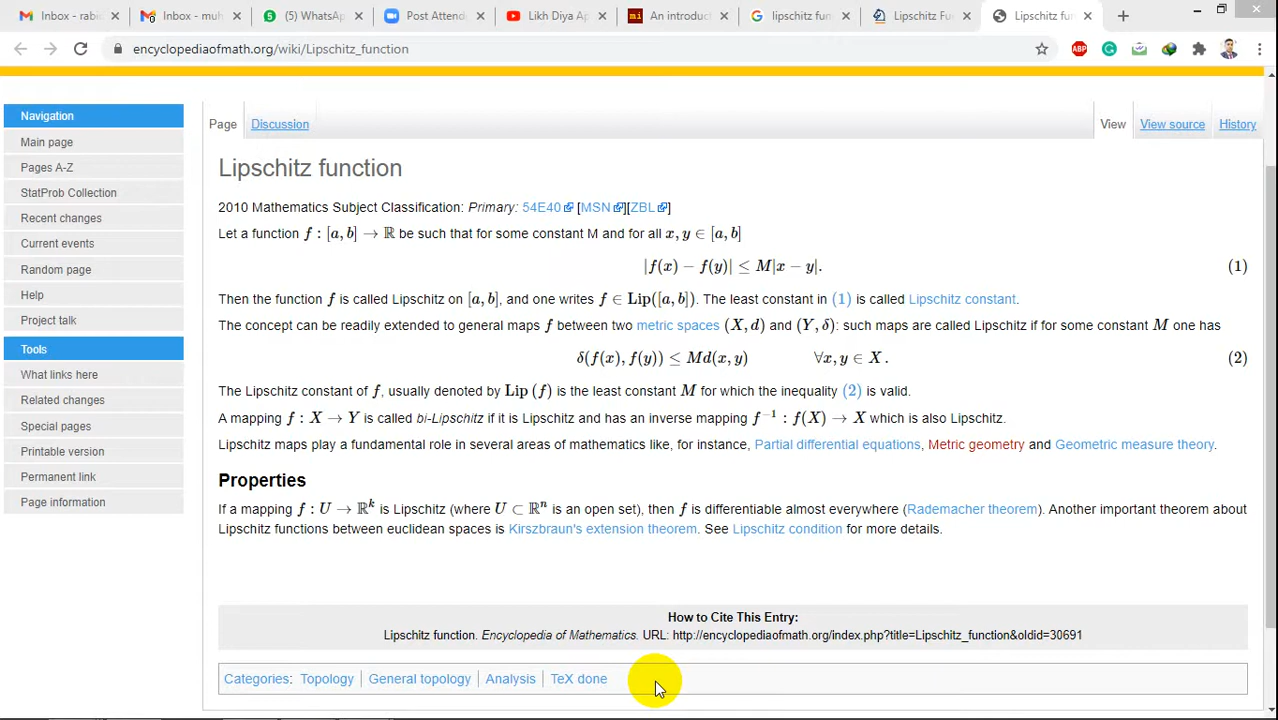 Inbox - rabi
Inbox - muh
(5) WhatsAp
Post Attend
Likh Diya Ap
An introduct
lipschitz fun
Lipschitz Fu
Lipschitz fun
encyclopediaofmath.org/wiki/Lipschitz_function
ABP
Navigation
Main page
Pages A-Z
StatProb Collection
Recent changes
Current events
Random page
Help
Project talk
Tools
What links here
Related changes
Special pages
Printable version
Permanent link
Page information
Page
Discussion
View
View source
History
Lipschitz function
2010 Mathematics Subject Classification: Primary: 54E40 [MSN][ZBL]
Let a function f : [a, b] → ℝ be such that for some constant M and for all x, y ∈ [a, b]
|f(x) − f(y)| ≤ M|x − y|. (1)
Then the function f is called Lipschitz on [a, b], and one writes f ∈ Lip([a, b]). The least constant in (1) is called Lipschitz constant.
The concept can be readily extended to general maps f between two metric spaces (X, d) and (Y, δ): such maps are called Lipschitz if for some constant M one has
δ(f(x), f(y)) ≤ Md(x, y) ∀x, y ∈ X . (2)
The Lipschitz constant of f, usually denoted by Lip (f) is the least constant M for which the inequality (2) is valid.
A mapping f : X → Y is called bi-Lipschitz if it is Lipschitz and has an inverse mapping f⁻¹ : f(X) → X which is also Lipschitz.
Lipschitz maps play a fundamental role in several areas of mathematics like, for instance, Partial differential equations, Metric geometry and Geometric measure theory.
Properties
If a mapping f : U → ℝᵏ is Lipschitz (where U ⊂ ℝⁿ is an open set), then f is differentiable almost everywhere (Rademacher theorem). Another important theorem about
Lipschitz functions between euclidean spaces is Kirszbraun's extension theorem. See Lipschitz condition for more details.
How to Cite This Entry:
Lipschitz function. Encyclopedia of Mathematics. URL: http://encyclopediaofmath.org/index.php?title=Lipschitz_function&oldid=30691
Categories: Topology | General topology | Analysis | TeX done